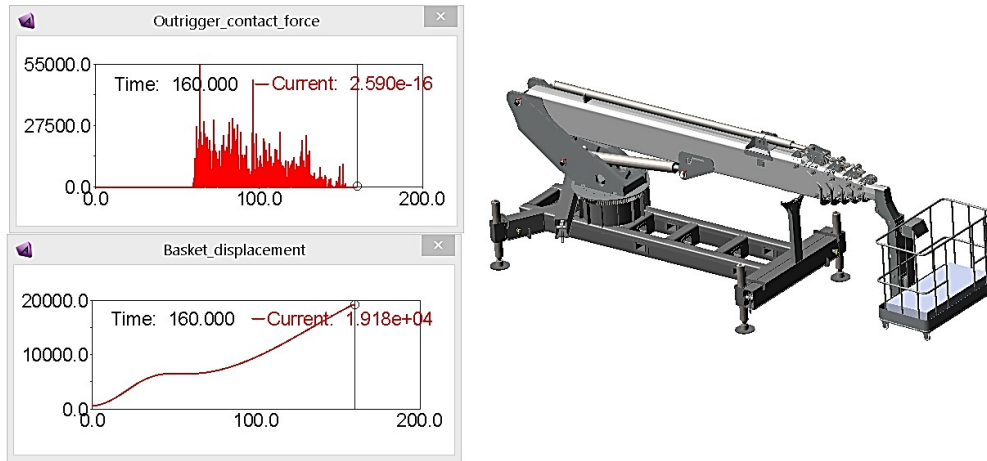 Outrigger_contact_force
55000.0
Time: 160.000 Current: 2.590e-16
27500.0
0.0
0.0 100.0 200.0
Basket_displacement
20000.0
Time: 160.000 Current: 1.918e+04
10000.0
0.0
0.0 100.0 200.0